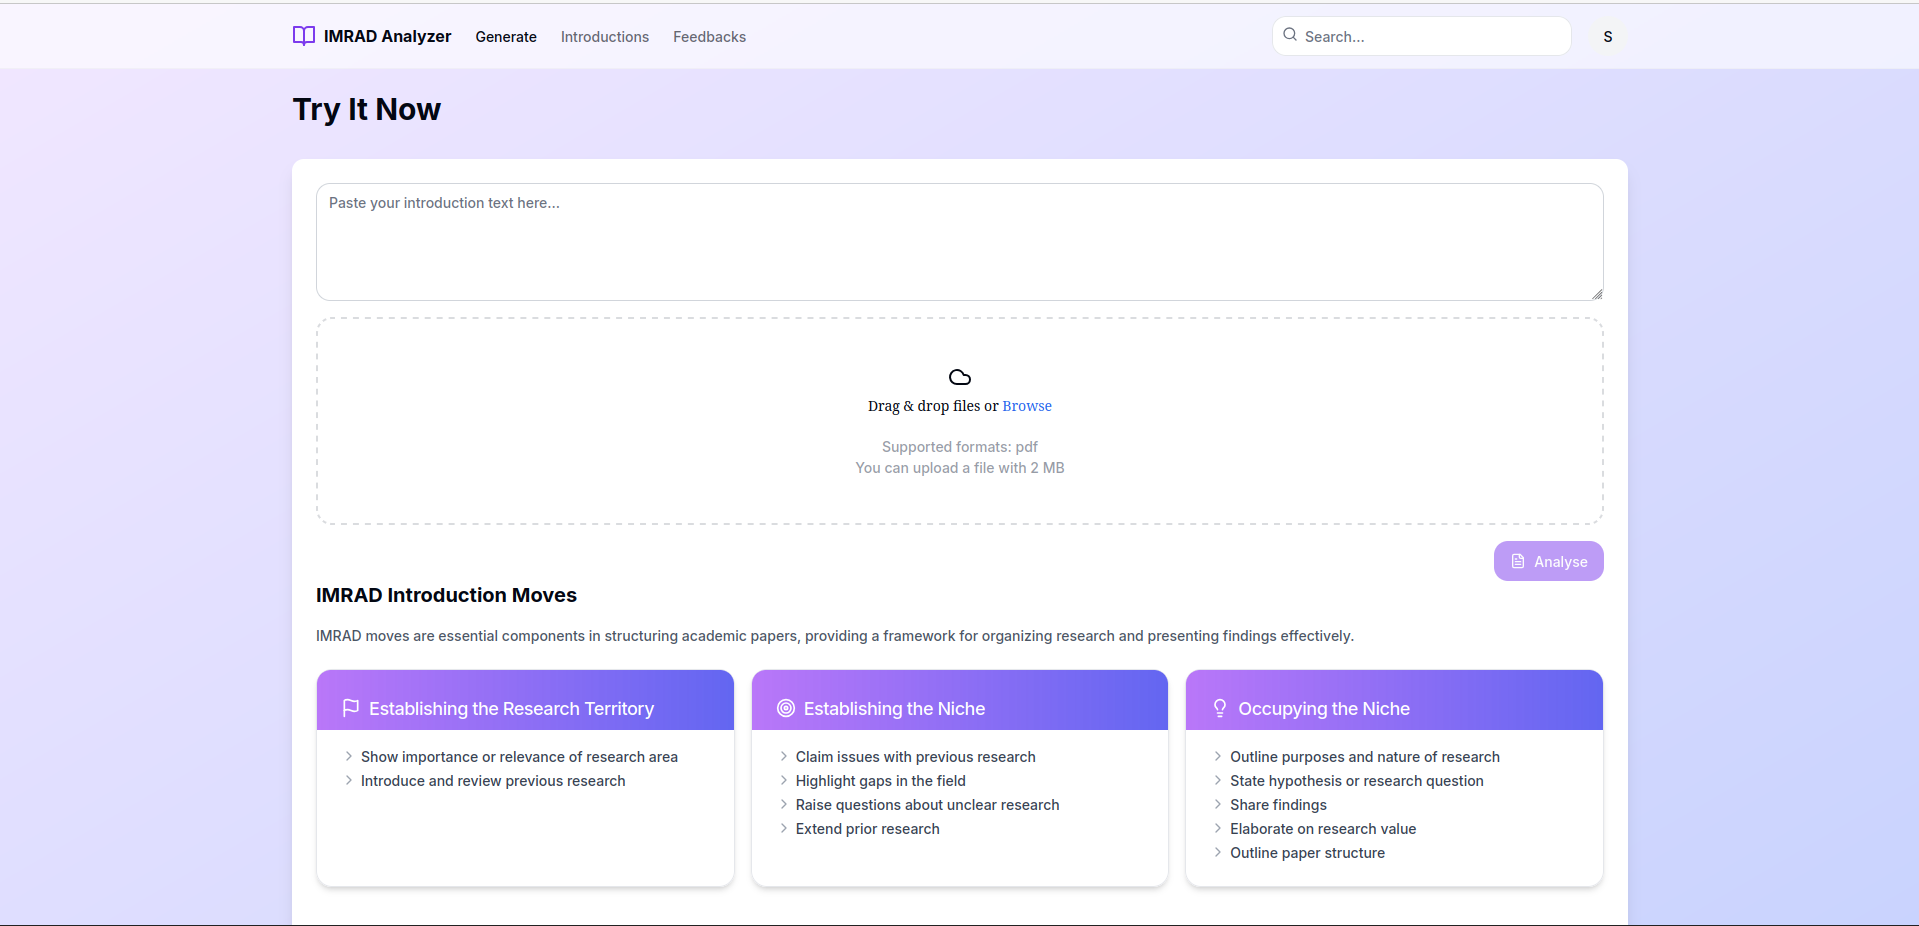 IMRAD Analyzer Generate Introductions Feedbacks Search... S
Try It Now
Paste your introduction text here...
Drag & drop files or Browse
Supported formats: pdf
You can upload a file with 2 MB
Analyse
IMRAD Introduction Moves
IMRAD moves are essential components in structuring academic papers, providing a framework for organizing research and presenting findings effectively.
Establishing the Research Territory
Show importance or relevance of research area
Introduce and review previous research
Establishing the Niche
Claim issues with previous research
Highlight gaps in the field
Raise questions about unclear research
Extend prior research
Occupying the Niche
Outline purposes and nature of research
State hypothesis or research question
Share findings
Elaborate on research value
Outline paper structure